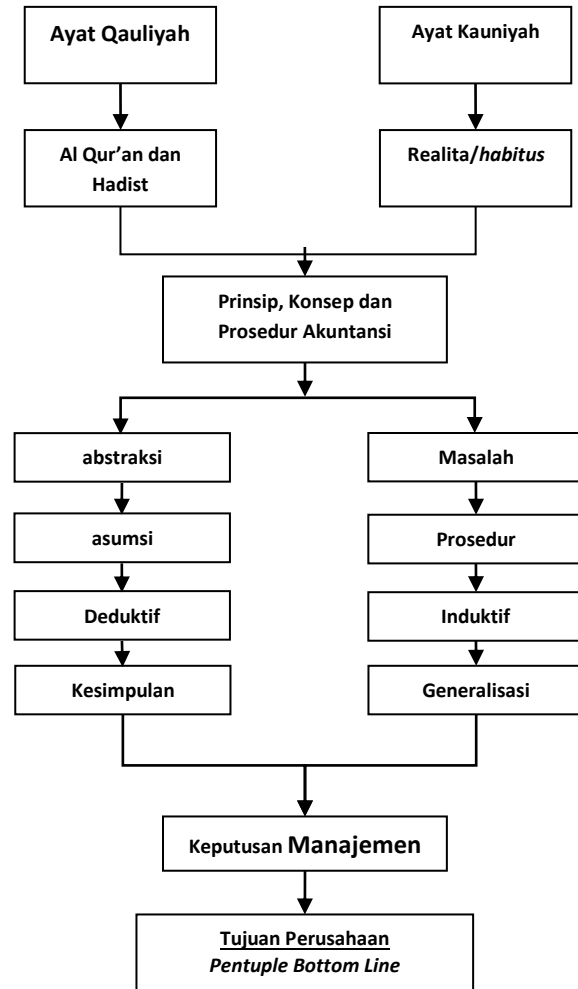 Ayat Qauliyah
Ayat Kauniyah
Al Qur’an dan
Hadist
Realita/habitus
Prinsip, Konsep dan
Prosedur Akuntansi
abstraksi
Masalah
asumsi
Prosedur
Deduktif
Induktif
Kesimpulan
Generalisasi
Keputusan Manajemen
Tujuan Perusahaan
Pentuple Bottom Line